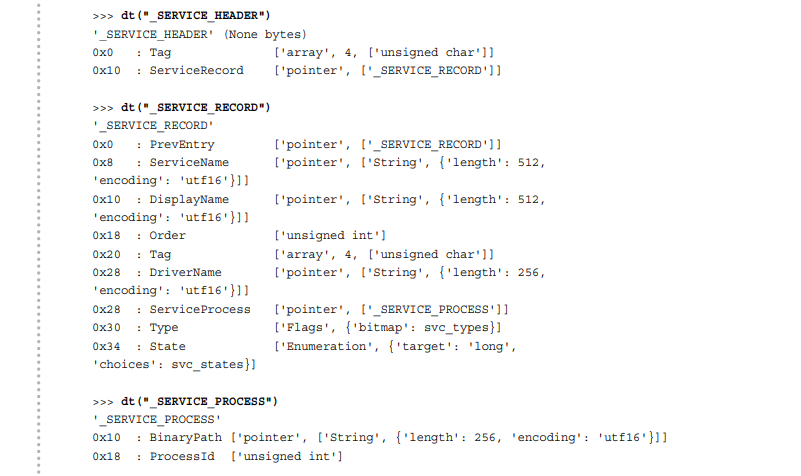 >>> dt("_SERVICE_HEADER")
'_SERVICE_HEADER' (None bytes)
0x0   : Tag                ['array', 4, ['unsigned char']]
0x10  : ServiceRecord      ['pointer', ['_SERVICE_RECORD']]
>>> dt("_SERVICE_RECORD")
'_SERVICE_RECORD'
0x0   : PrevEntry          ['pointer', ['_SERVICE_RECORD']]
0x8   : ServiceName        ['pointer', ['String', {'length': 512,
'encoding': 'utf16'}]]
0x10  : DisplayName        ['pointer', ['String', {'length': 512,
'encoding': 'utf16'}]]
0x18  : Order              ['unsigned int']
0x20  : Tag                ['array', 4, ['unsigned char']]
0x28  : DriverName         ['pointer', ['String', {'length': 256,
'encoding': 'utf16'}]]
0x28  : ServiceProcess     ['pointer', ['_SERVICE_PROCESS']]
0x30  : Type               ['Flags', {'bitmap': svc_types}]
0x34  : State              ['Enumeration', {'target': 'long',
'choices': svc_states}]
>>> dt("_SERVICE_PROCESS")
'_SERVICE_PROCESS'
0x10  : BinaryPath ['pointer', ['String', {'length': 256, 'encoding': 'utf16'}]]
0x18  : ProcessId  ['unsigned int']